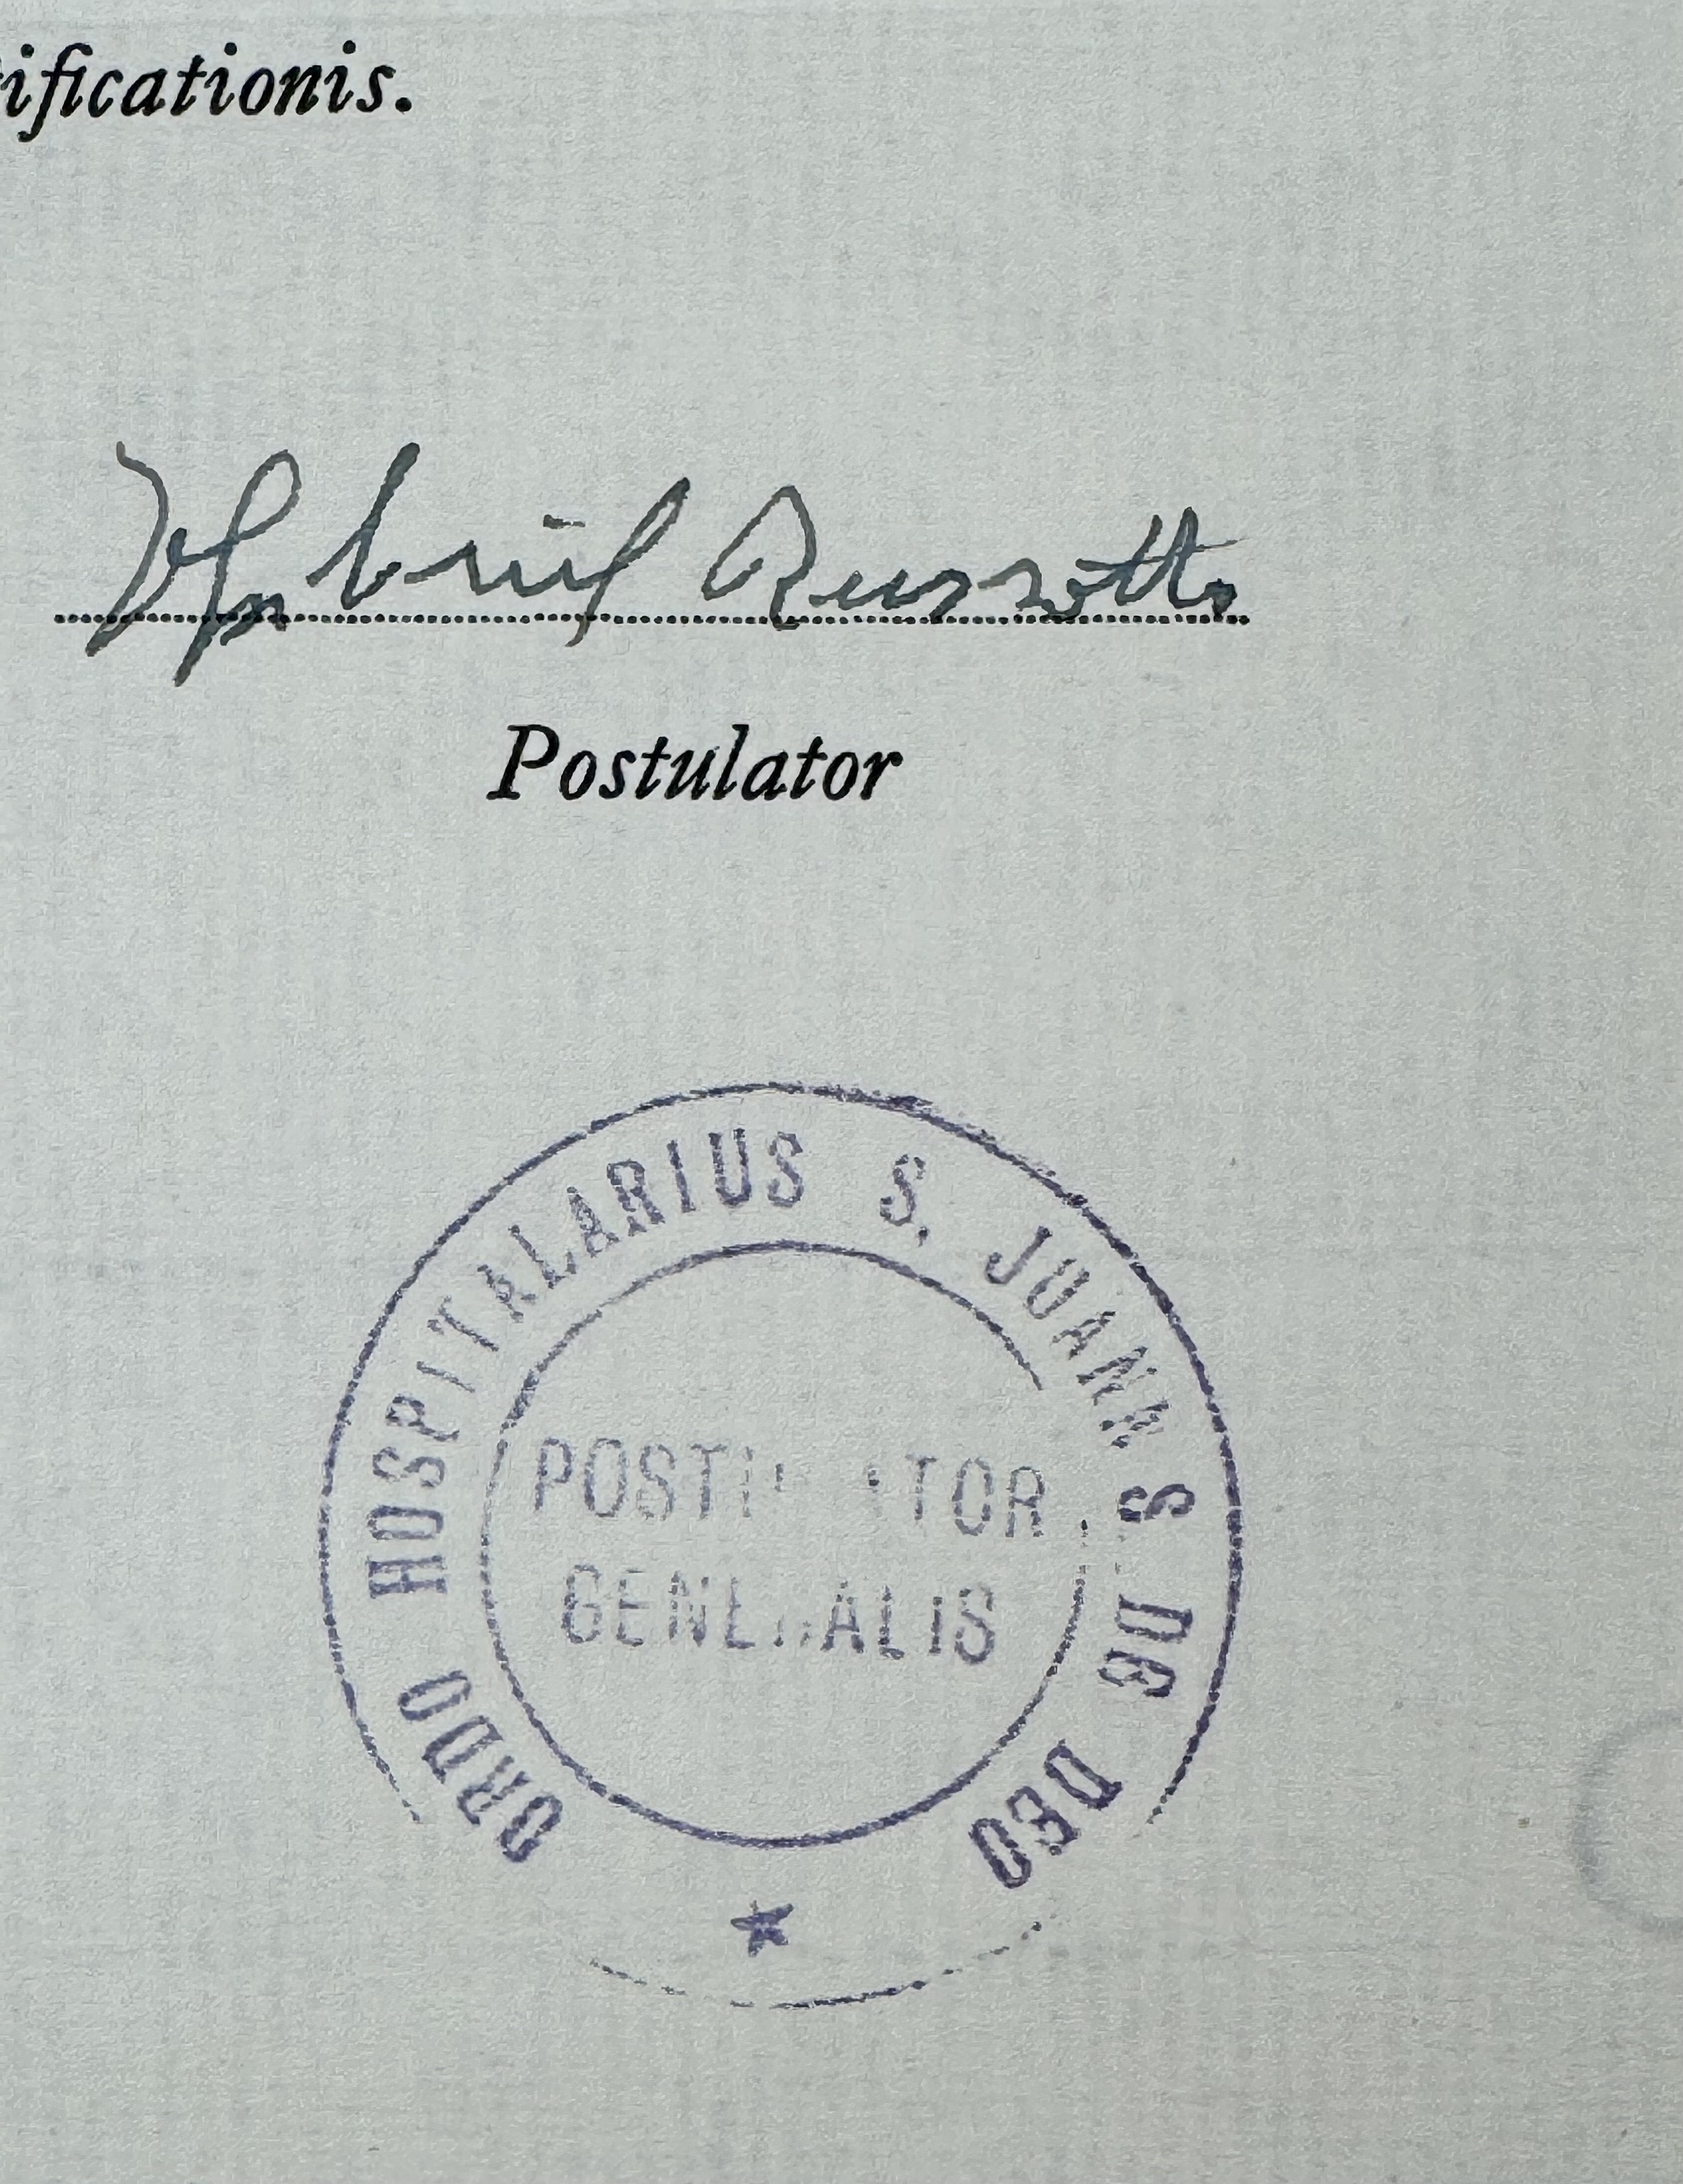 ificationis.
Gabriel Russotto
Postulator
ORDO HOSPITALARIUS S. JUANNIS DE DEO
POSTULATOR
GENERALIS